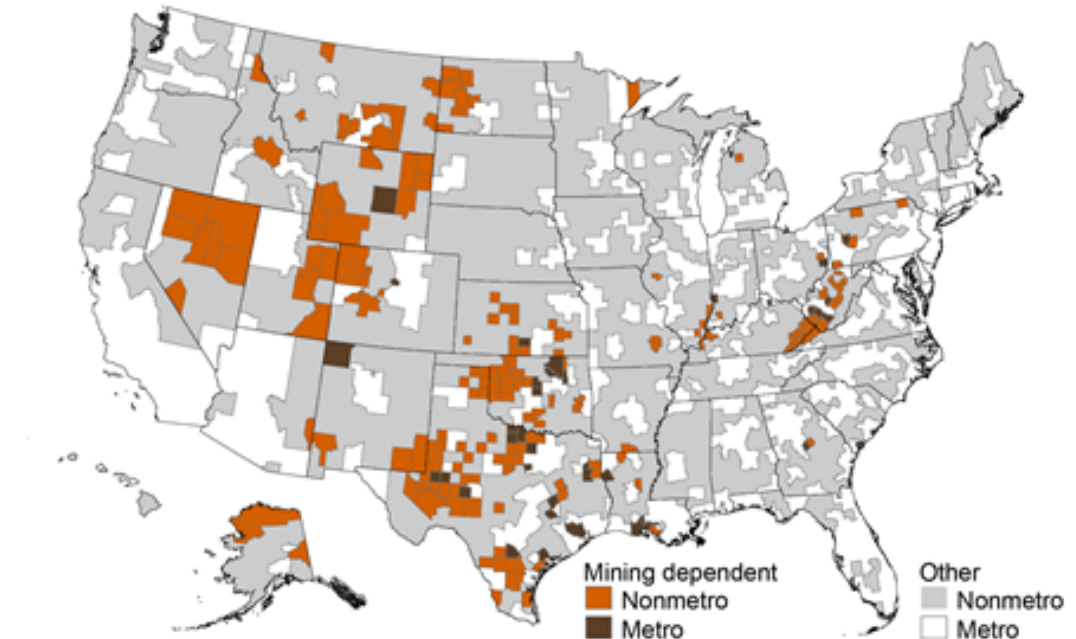 Mining dependent
Nonmetro
Metro
Other
Nonmetro
Metro